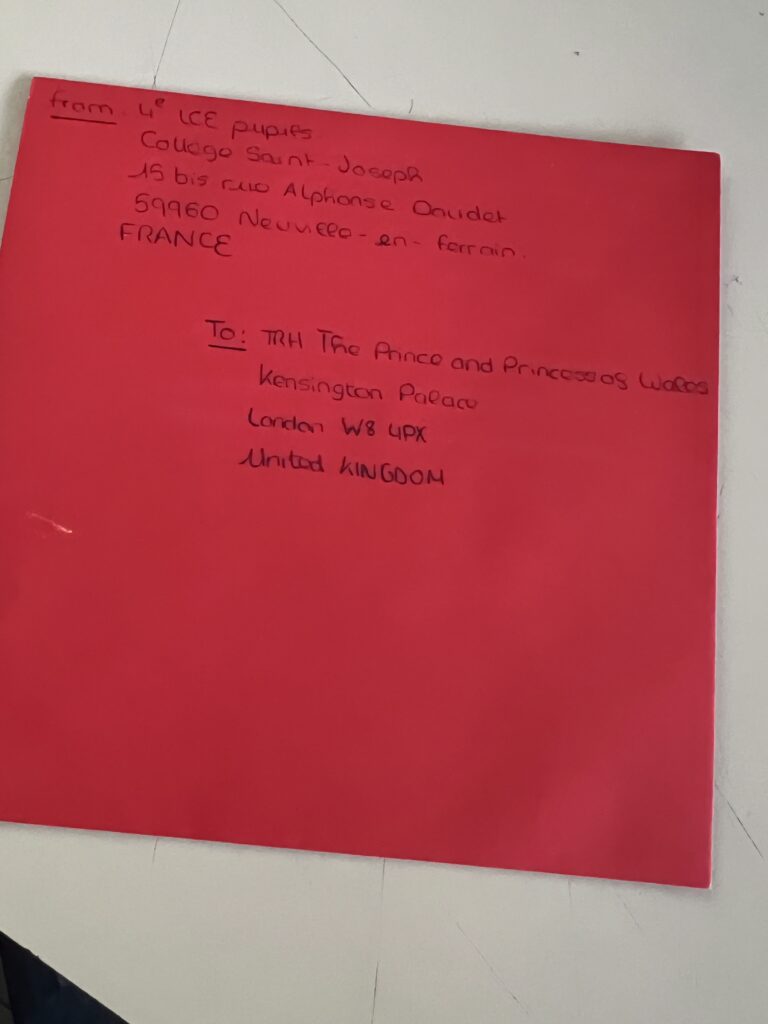 from. 4e LCE pupils
Collège Saint-Joseph
15 bis rue Alphonse Daudet
59960 Neuville-en-ferrain.
FRANCE
To: TRH The Prince and Princess of Wales
Kensington Palace
London W8 4PX
United KINGDOM